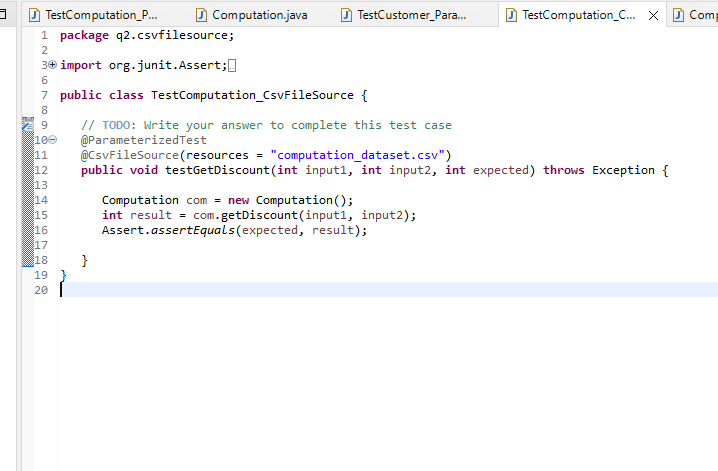 TestComputation_P...
Computation.java
TestCustomer_Para...
TestComputation_C...
Comp
1 package q2.csvfilesource;
2
3 import org.junit.Assert;
6
7 public class TestComputation_CsvFileSource {
8
9 // TODO: Write your answer to complete this test case
10 @ParameterizedTest
11 @CsvFileSource(resources = "computation_dataset.csv")
12 public void testGetDiscount(int input1, int input2, int expected) throws Exception {
13
14 Computation com = new Computation();
15 int result = com.getDiscount(input1, input2);
16 Assert.assertEquals(expected, result);
17
18 }
19 }
20